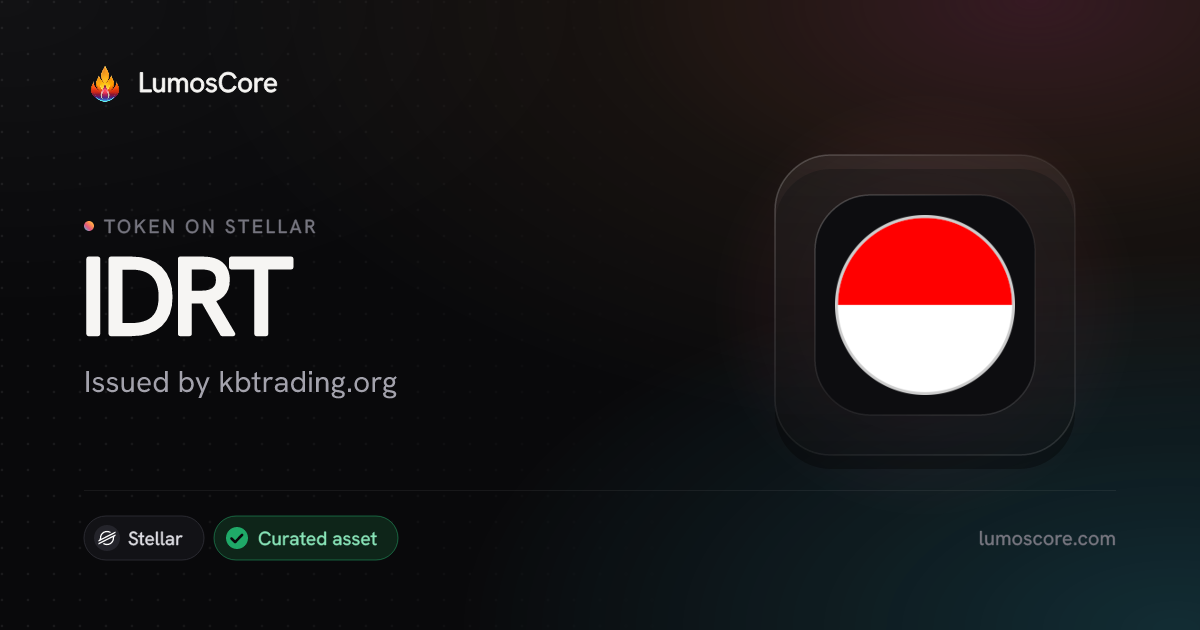 LumosCore
TOKEN ON STELLAR
IDRT
Issued by kbtrading.org
Stellar
Curated asset
lumoscore.com